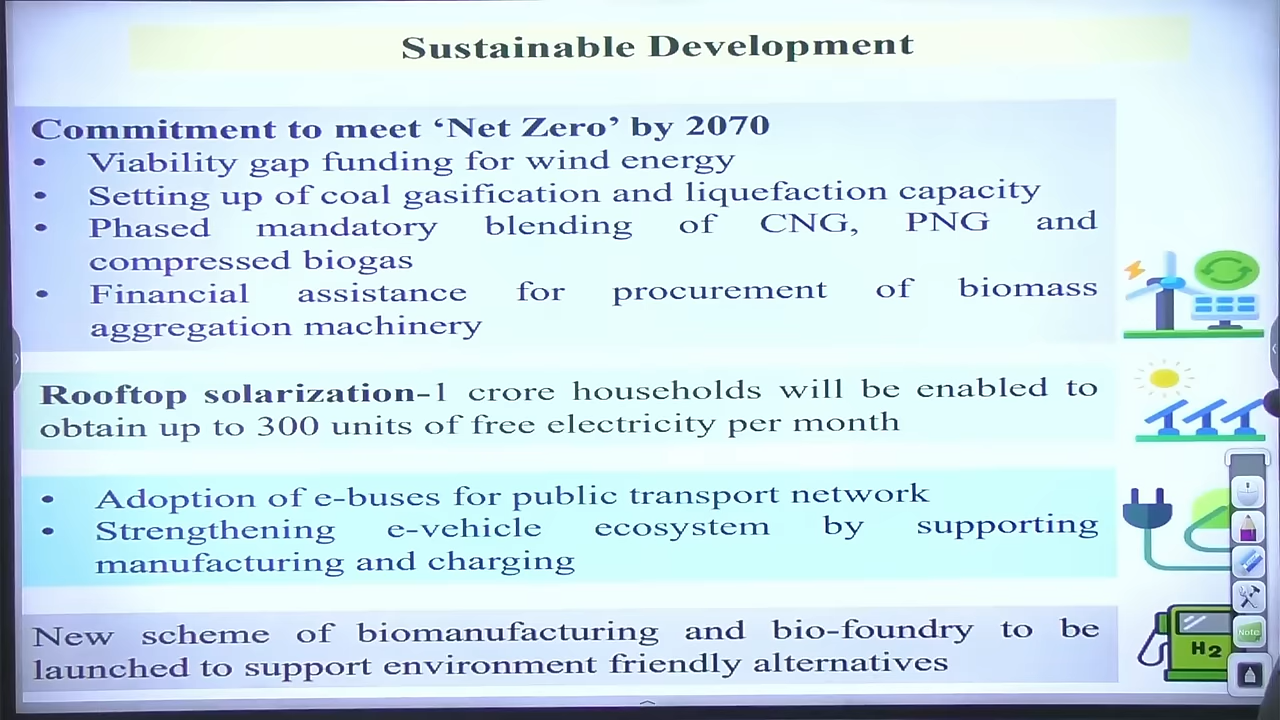 Sustainable Development
Commitment to meet ‘Net Zero’ by 2070
• Viability gap funding for wind energy
• Setting up of coal gasification and liquefaction capacity
• Phased mandatory blending of CNG, PNG and
compressed biogas
• Financial assistance for procurement of biomass
aggregation machinery
Rooftop solarization-1 crore households will be enabled to
obtain up to 300 units of free electricity per month
• Adoption of e-buses for public transport network
• Strengthening e-vehicle ecosystem by supporting
manufacturing and charging
Note
New scheme of biomanufacturing and bio-foundry to be
launched to support environment friendly alternatives
H2